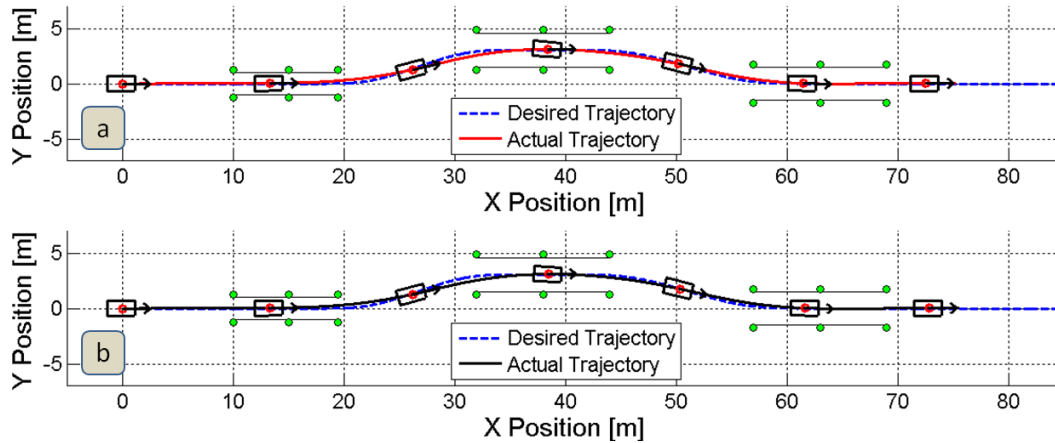 Y Position [m]
5
0
-5
a
Desired Trajectory
Actual Trajectory
0 10 20 30 40 50 60 70 80
X Position [m]
Y Position [m]
5
0
-5
b
Desired Trajectory
Actual Trajectory
0 10 20 30 40 50 60 70 80
X Position [m]